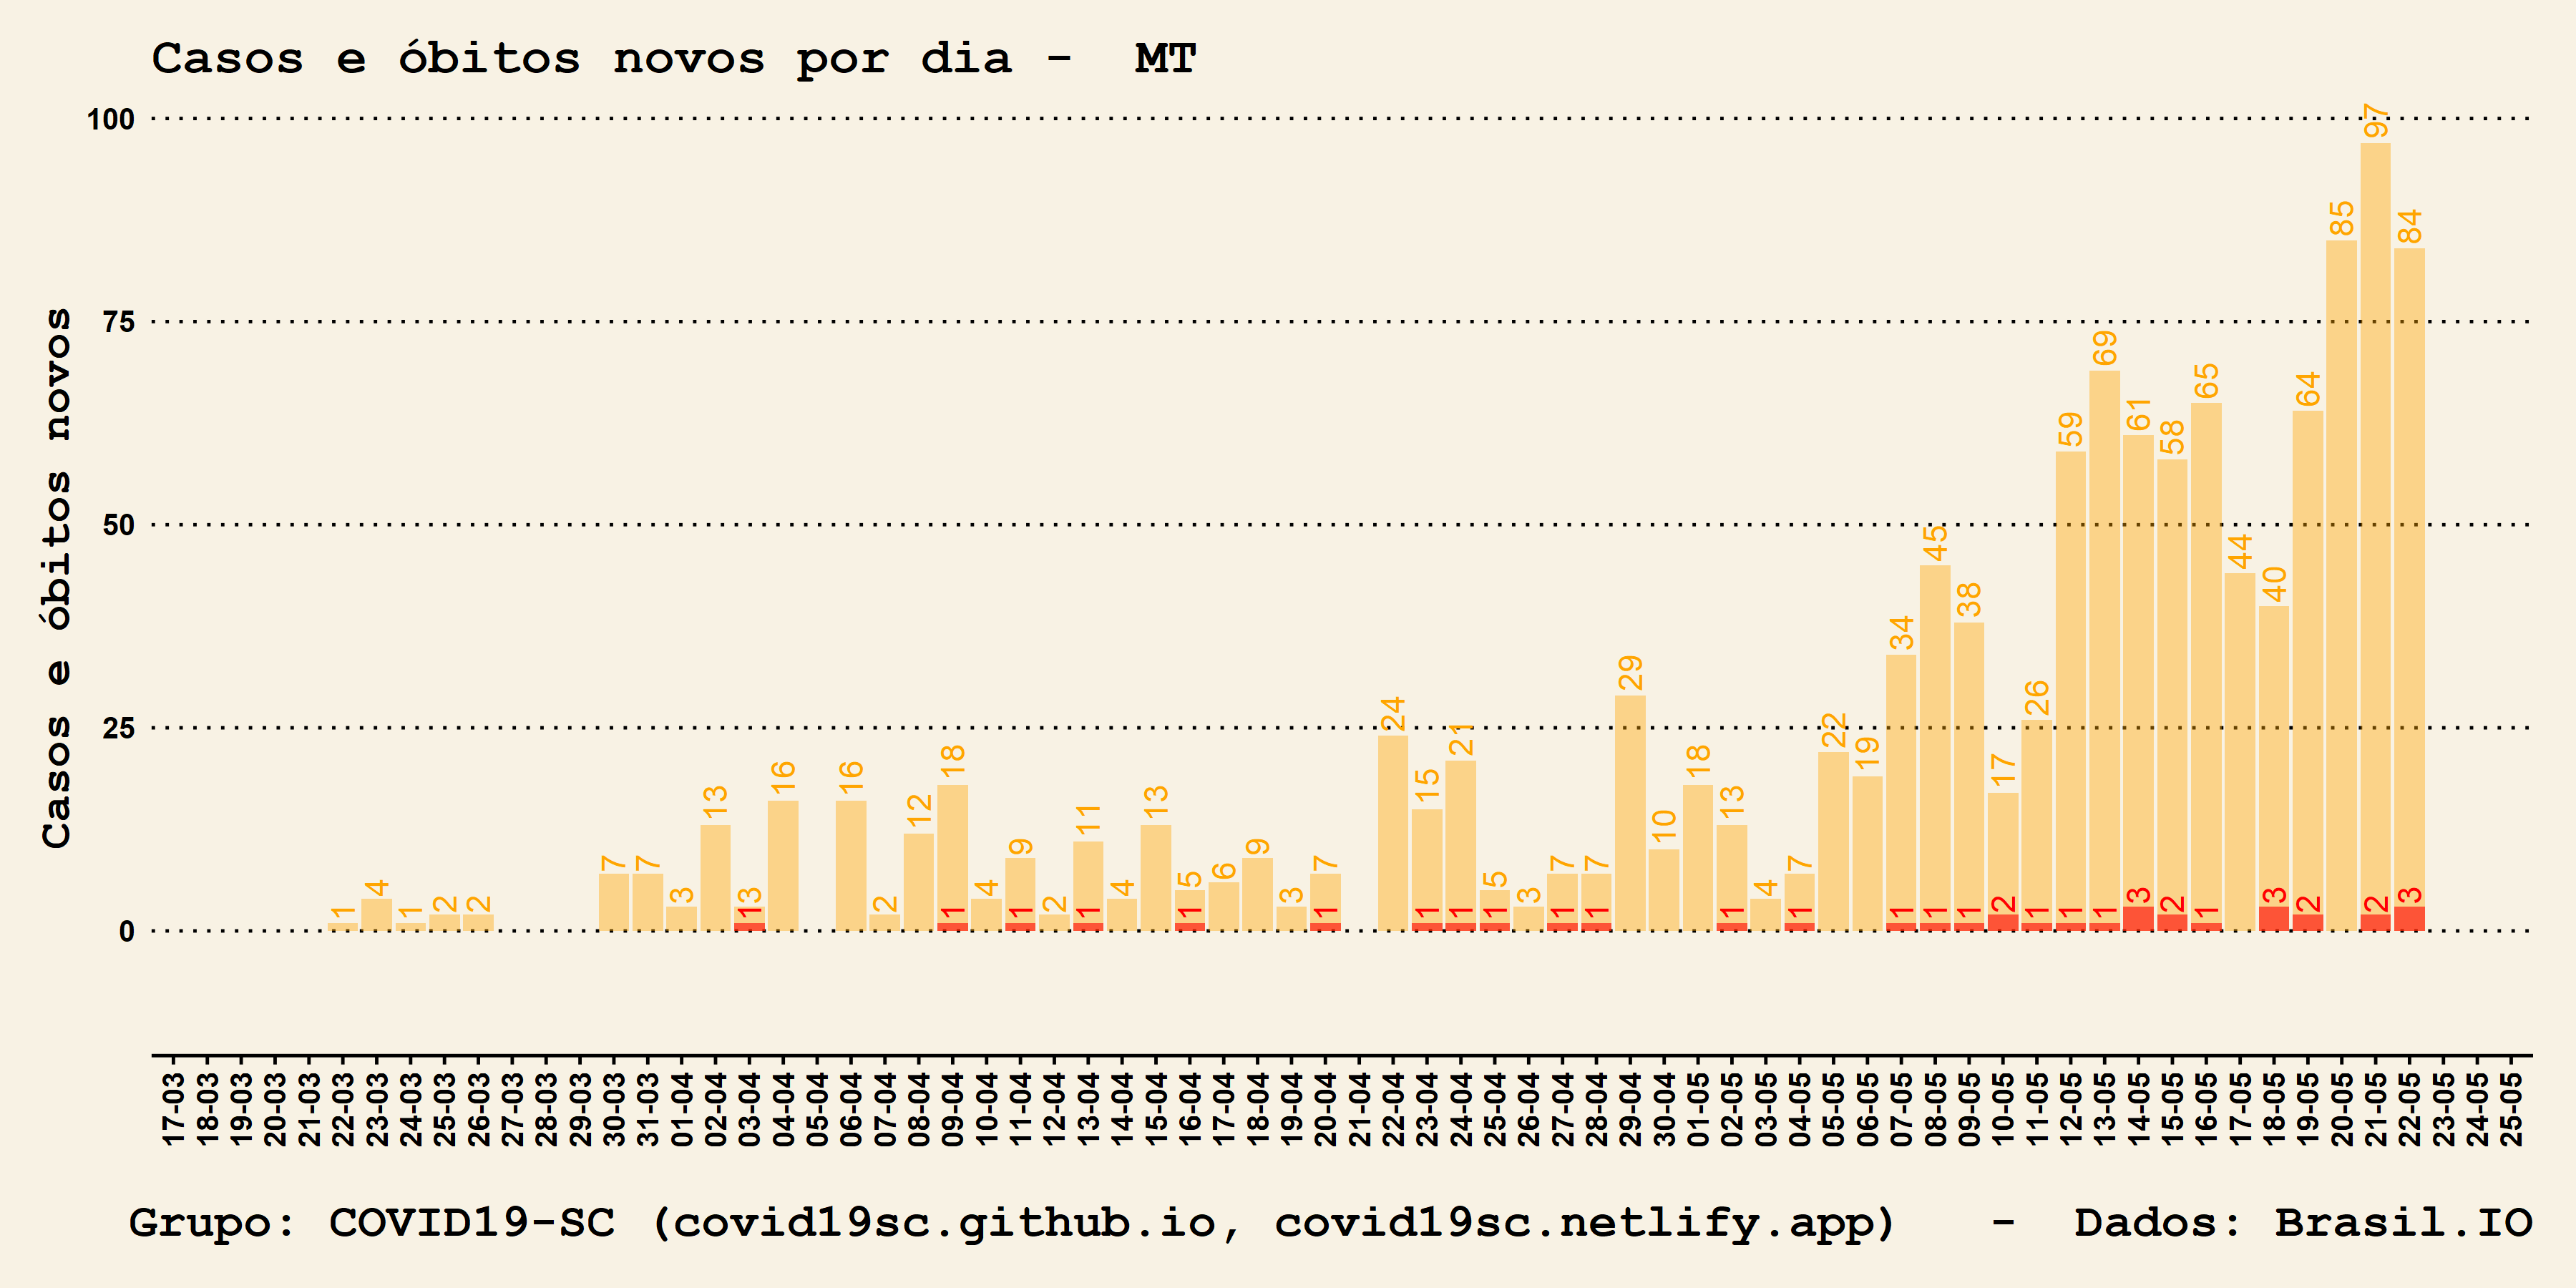 Casos e óbitos novos por dia -  MT
Casos e óbitos novos
100
75
50
25
0
1 4 1 2 2 7 7 3 13 3 16 16 2 12 18 4 9 2 11 4 13 5 6 9 3 7 24 15 21 5 3 7 7 29 10 18 13 4 7 22 19 34 45 38 17 26 59 69 61 58 65 44 40 64 85 97 84
1 1 1 1 1 1 1 1 1 1 1 1 1 1 1 1 2 1 1 1 3 2 1 3 2 2 3
17-03 18-03 19-03 20-03 21-03 22-03 23-03 24-03 25-03 26-03 27-03 28-03 29-03 30-03 31-03 01-04 02-04 03-04 04-04 05-04 06-04 07-04 08-04 09-04 10-04 11-04 12-04 13-04 14-04 15-04 16-04 17-04 18-04 19-04 20-04 21-04 22-04 23-04 24-04 25-04 26-04 27-04 28-04 29-04 30-04 01-05 02-05 03-05 04-05 05-05 06-05 07-05 08-05 09-05 10-05 11-05 12-05 13-05 14-05 15-05 16-05 17-05 18-05 19-05 20-05 21-05 22-05 23-05 24-05 25-05
Grupo: COVID19-SC (covid19sc.github.io, covid19sc.netlify.app)   -  Dados: Brasil.IO